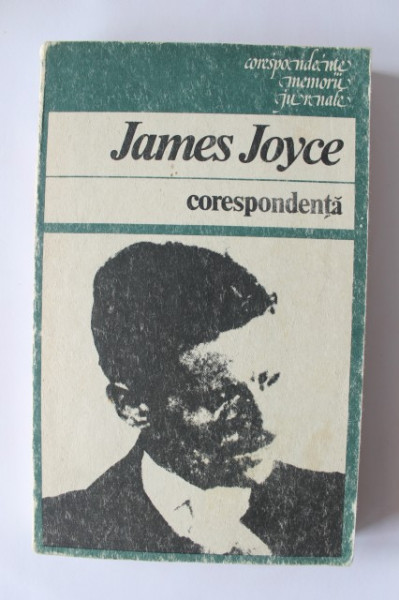 corespondențe
memorii
jurnale
James Joyce
corespondență